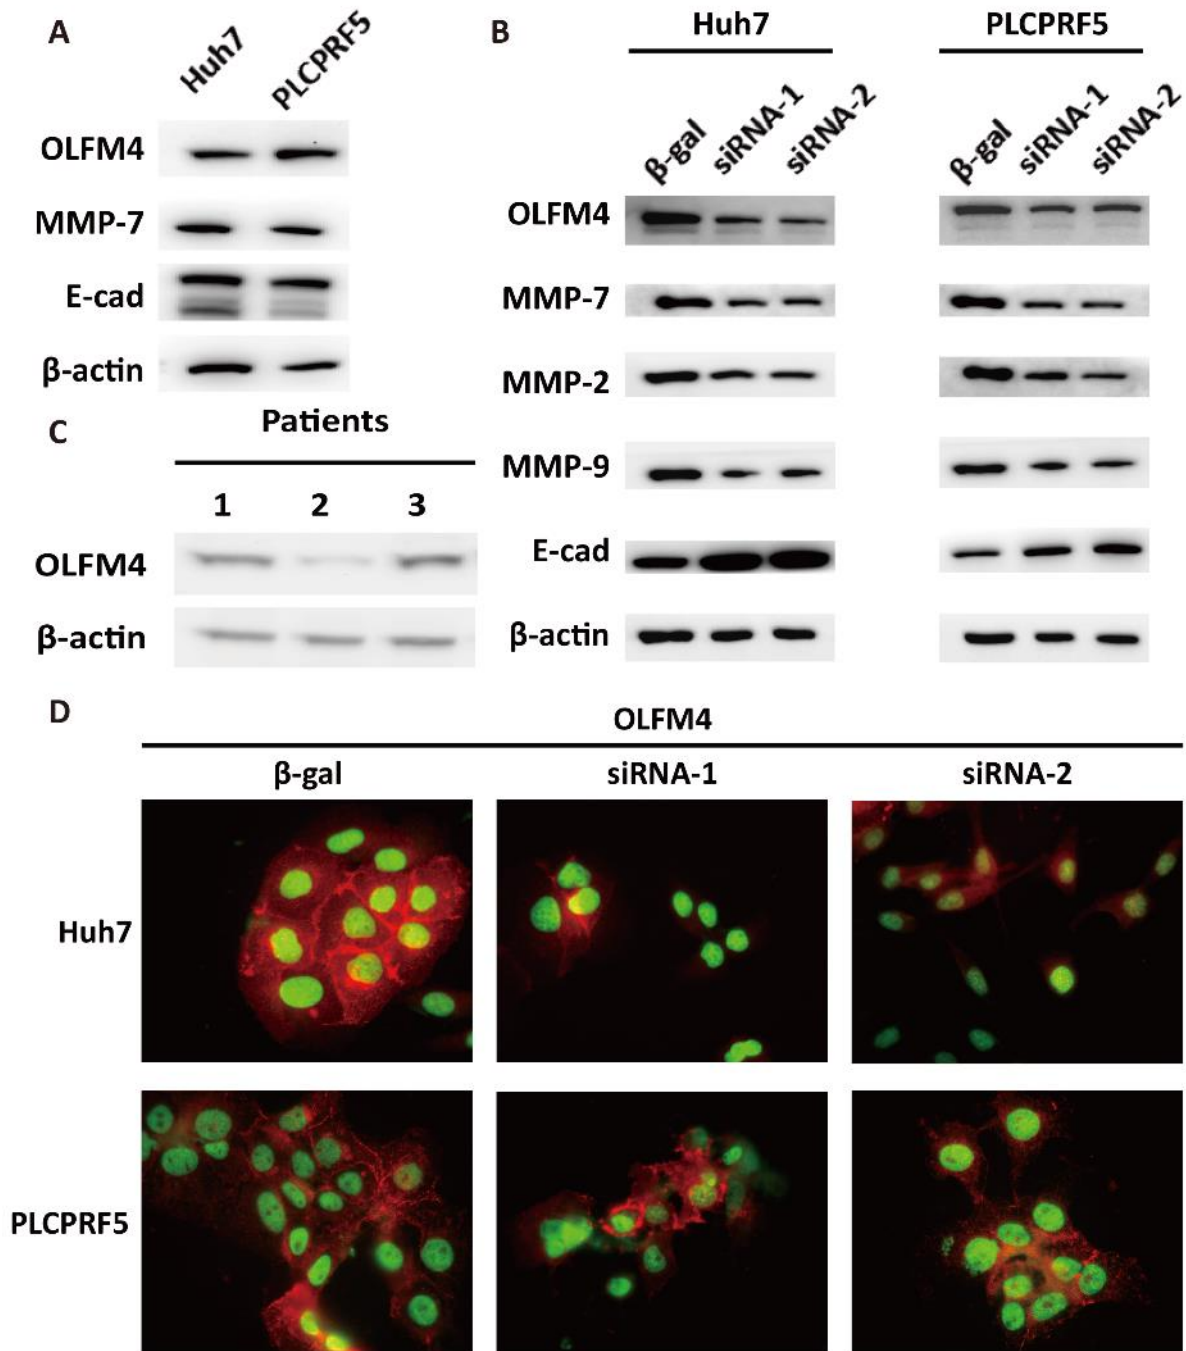 A
Huh7
PLCPRF5
OLFM4
MMP-7
E-cad
β-actin
B
Huh7
PLCPRF5
β-gal
siRNA-1
siRNA-2
β-gal
siRNA-1
siRNA-2
OLFM4
MMP-7
MMP-2
MMP-9
E-cad
β-actin
C
Patients
1 2 3
OLFM4
β-actin
D
OLFM4
β-gal siRNA-1 siRNA-2
Huh7
PLCPRF5